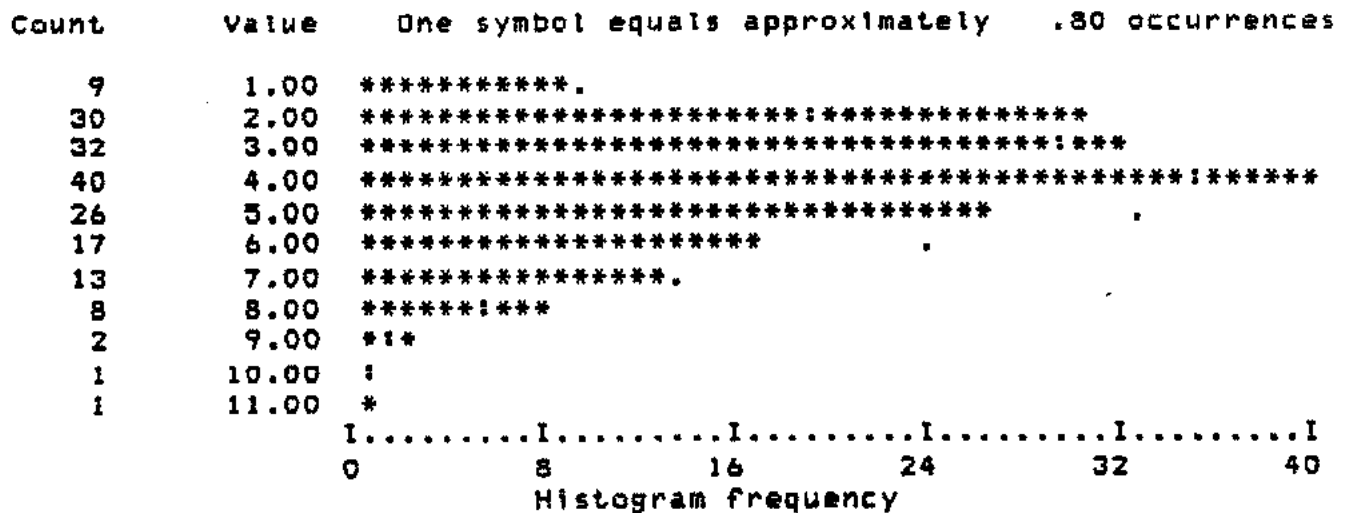 Count Value One symbol equals approximately .80 occurrences
9 1.00 ***********.
30 2.00 ***********************:**************
32 3.00 ************************************:***
40 4.00 *******************************************:******
26 5.00 ********************************* .
17 6.00 ********************* .
13 7.00 ****************.
8 8.00 ******:***
2 9.00 *:*
1 10.00 :
1 11.00 *
I.........I.........I.........I.........I.........I
0 8 16 24 32 40
Histogram frequency